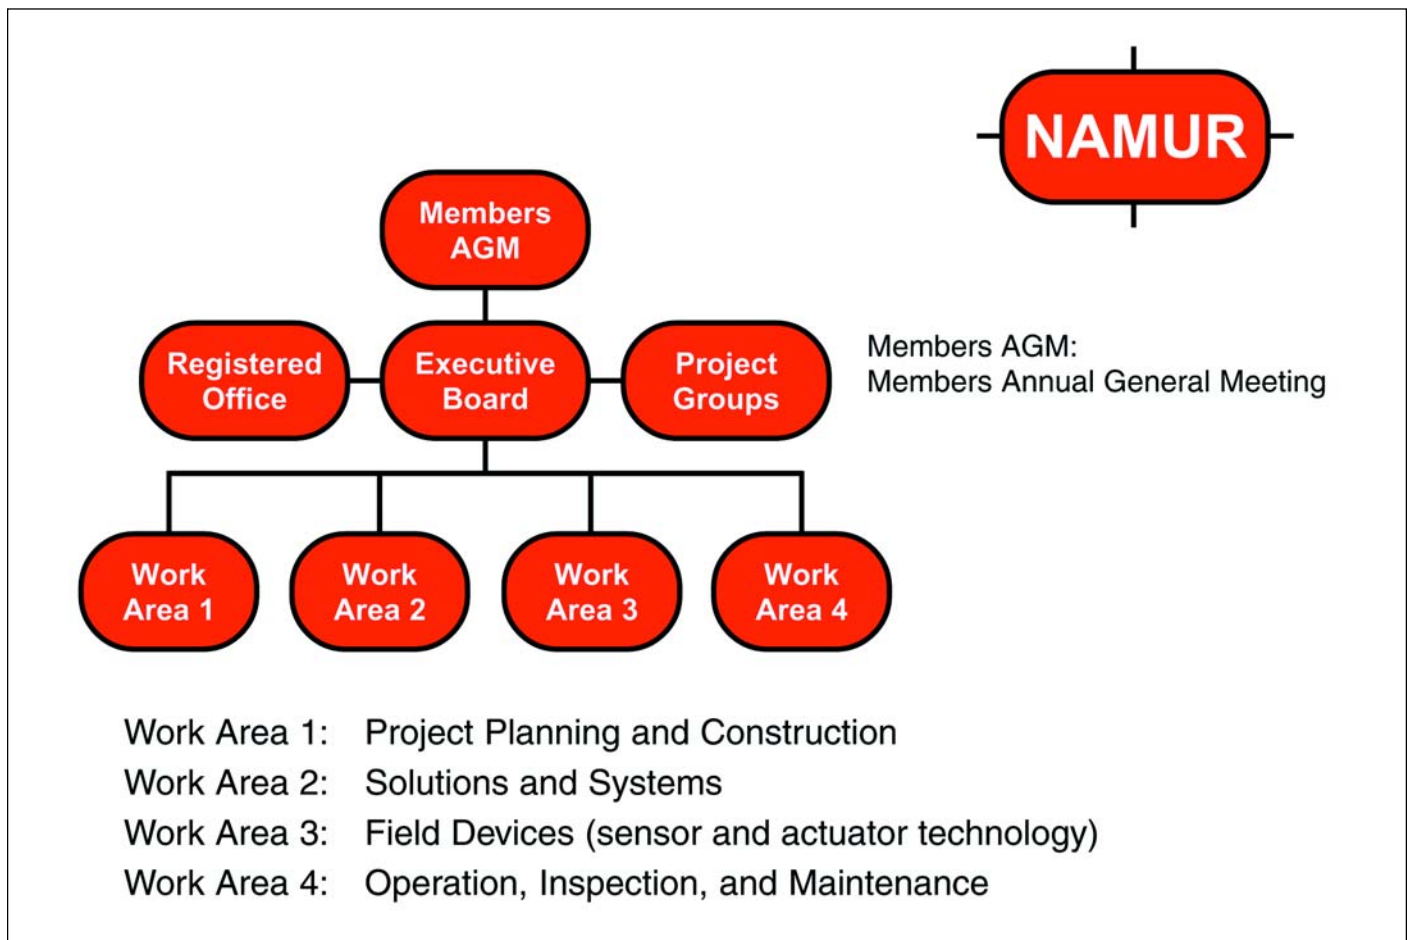 NAMUR
Members
AGM
Registered
Office
Executive
Board
Project
Groups
Members AGM:
Members Annual General Meeting
Work
Area 1
Work
Area 2
Work
Area 3
Work
Area 4
Work Area 1: Project Planning and Construction
Work Area 2: Solutions and Systems
Work Area 3: Field Devices (sensor and actuator technology)
Work Area 4: Operation, Inspection, and Maintenance